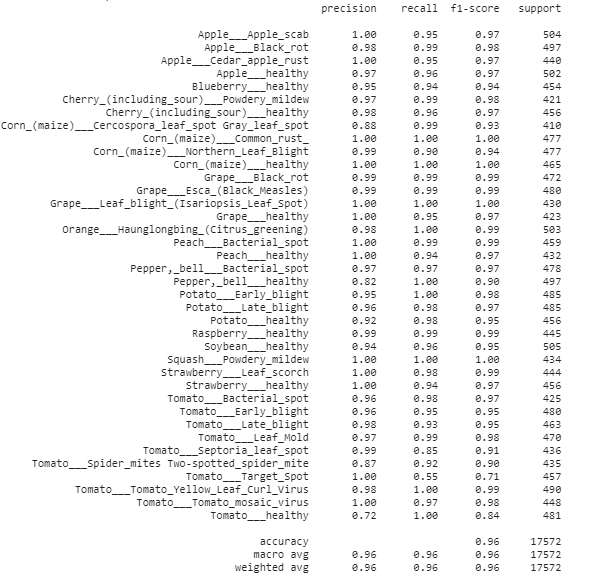 precision recall f1-score support
Apple___Apple_scab 1.00 0.95 0.97 504
Apple___Black_rot 0.98 0.99 0.98 497
Apple___Cedar_apple_rust 1.00 0.95 0.97 440
Apple___healthy 0.97 0.96 0.97 502
Blueberry___healthy 0.95 0.94 0.94 454
Cherry_(including_sour)___Powdery_mildew 0.97 0.99 0.98 421
Cherry_(including_sour)___healthy 0.98 0.96 0.97 456
Corn_(maize)___Cercospora_leaf_spot Gray_leaf_spot 0.88 0.99 0.93 410
Corn_(maize)___Common_rust_ 1.00 1.00 1.00 477
Corn_(maize)___Northern_Leaf_Blight 0.99 0.90 0.94 477
Corn_(maize)___healthy 1.00 1.00 1.00 465
Grape___Black_rot 0.99 0.99 0.99 472
Grape___Esca_(Black_Measles) 0.99 0.99 0.99 480
Grape___Leaf_blight_(Isariopsis_Leaf_Spot) 1.00 1.00 1.00 430
Grape___healthy 1.00 0.95 0.97 423
Orange___Haunglongbing_(Citrus_greening) 0.98 1.00 0.99 503
Peach___Bacterial_spot 1.00 0.99 0.99 459
Peach___healthy 1.00 0.94 0.97 432
Pepper,_bell___Bacterial_spot 0.97 0.97 0.97 478
Pepper,_bell___healthy 0.82 1.00 0.90 497
Potato___Early_blight 0.95 1.00 0.98 485
Potato___Late_blight 0.96 0.98 0.97 485
Potato___healthy 0.92 0.98 0.95 456
Raspberry___healthy 0.99 0.99 0.99 445
Soybean___healthy 0.94 0.96 0.95 505
Squash___Powdery_mildew 1.00 1.00 1.00 434
Strawberry___Leaf_scorch 1.00 0.98 0.99 444
Strawberry___healthy 1.00 0.94 0.97 456
Tomato___Bacterial_spot 0.96 0.98 0.97 425
Tomato___Early_blight 0.96 0.95 0.95 480
Tomato___Late_blight 0.98 0.93 0.95 463
Tomato___Leaf_Mold 0.97 0.99 0.98 470
Tomato___Septoria_leaf_spot 0.99 0.85 0.91 436
Tomato___Spider_mites Two-spotted_spider_mite 0.87 0.92 0.90 435
Tomato___Target_Spot 1.00 0.55 0.71 457
Tomato___Tomato_Yellow_Leaf_Curl_Virus 0.98 1.00 0.99 490
Tomato___Tomato_mosaic_virus 1.00 0.97 0.98 448
Tomato___healthy 0.72 1.00 0.84 481
accuracy 0.96 17572
macro avg 0.96 0.96 0.96 17572
weighted avg 0.96 0.96 0.96 17572